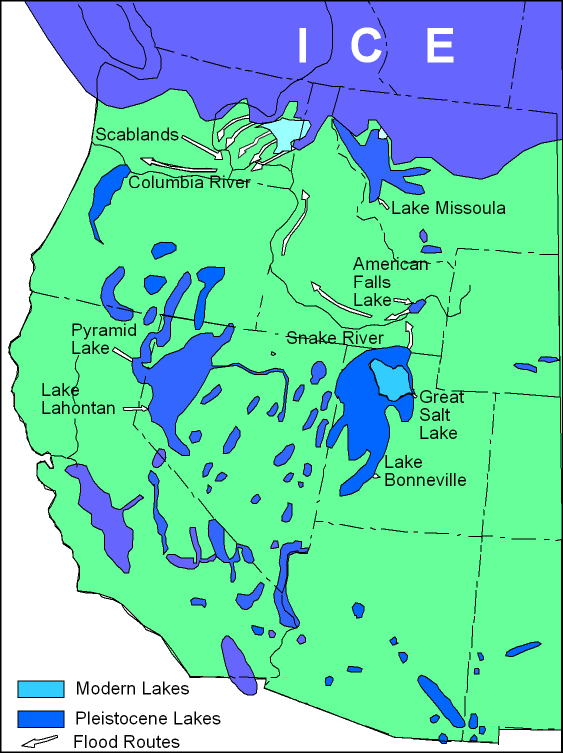 I C E
Scablands
Columbia River
Lake Missoula
American
Falls
Lake
Pyramid
Lake
Snake River
Lake
Lahontan
Great
Salt
Lake
Lake
Bonneville
Modern Lakes
Pleistocene Lakes
Flood Routes